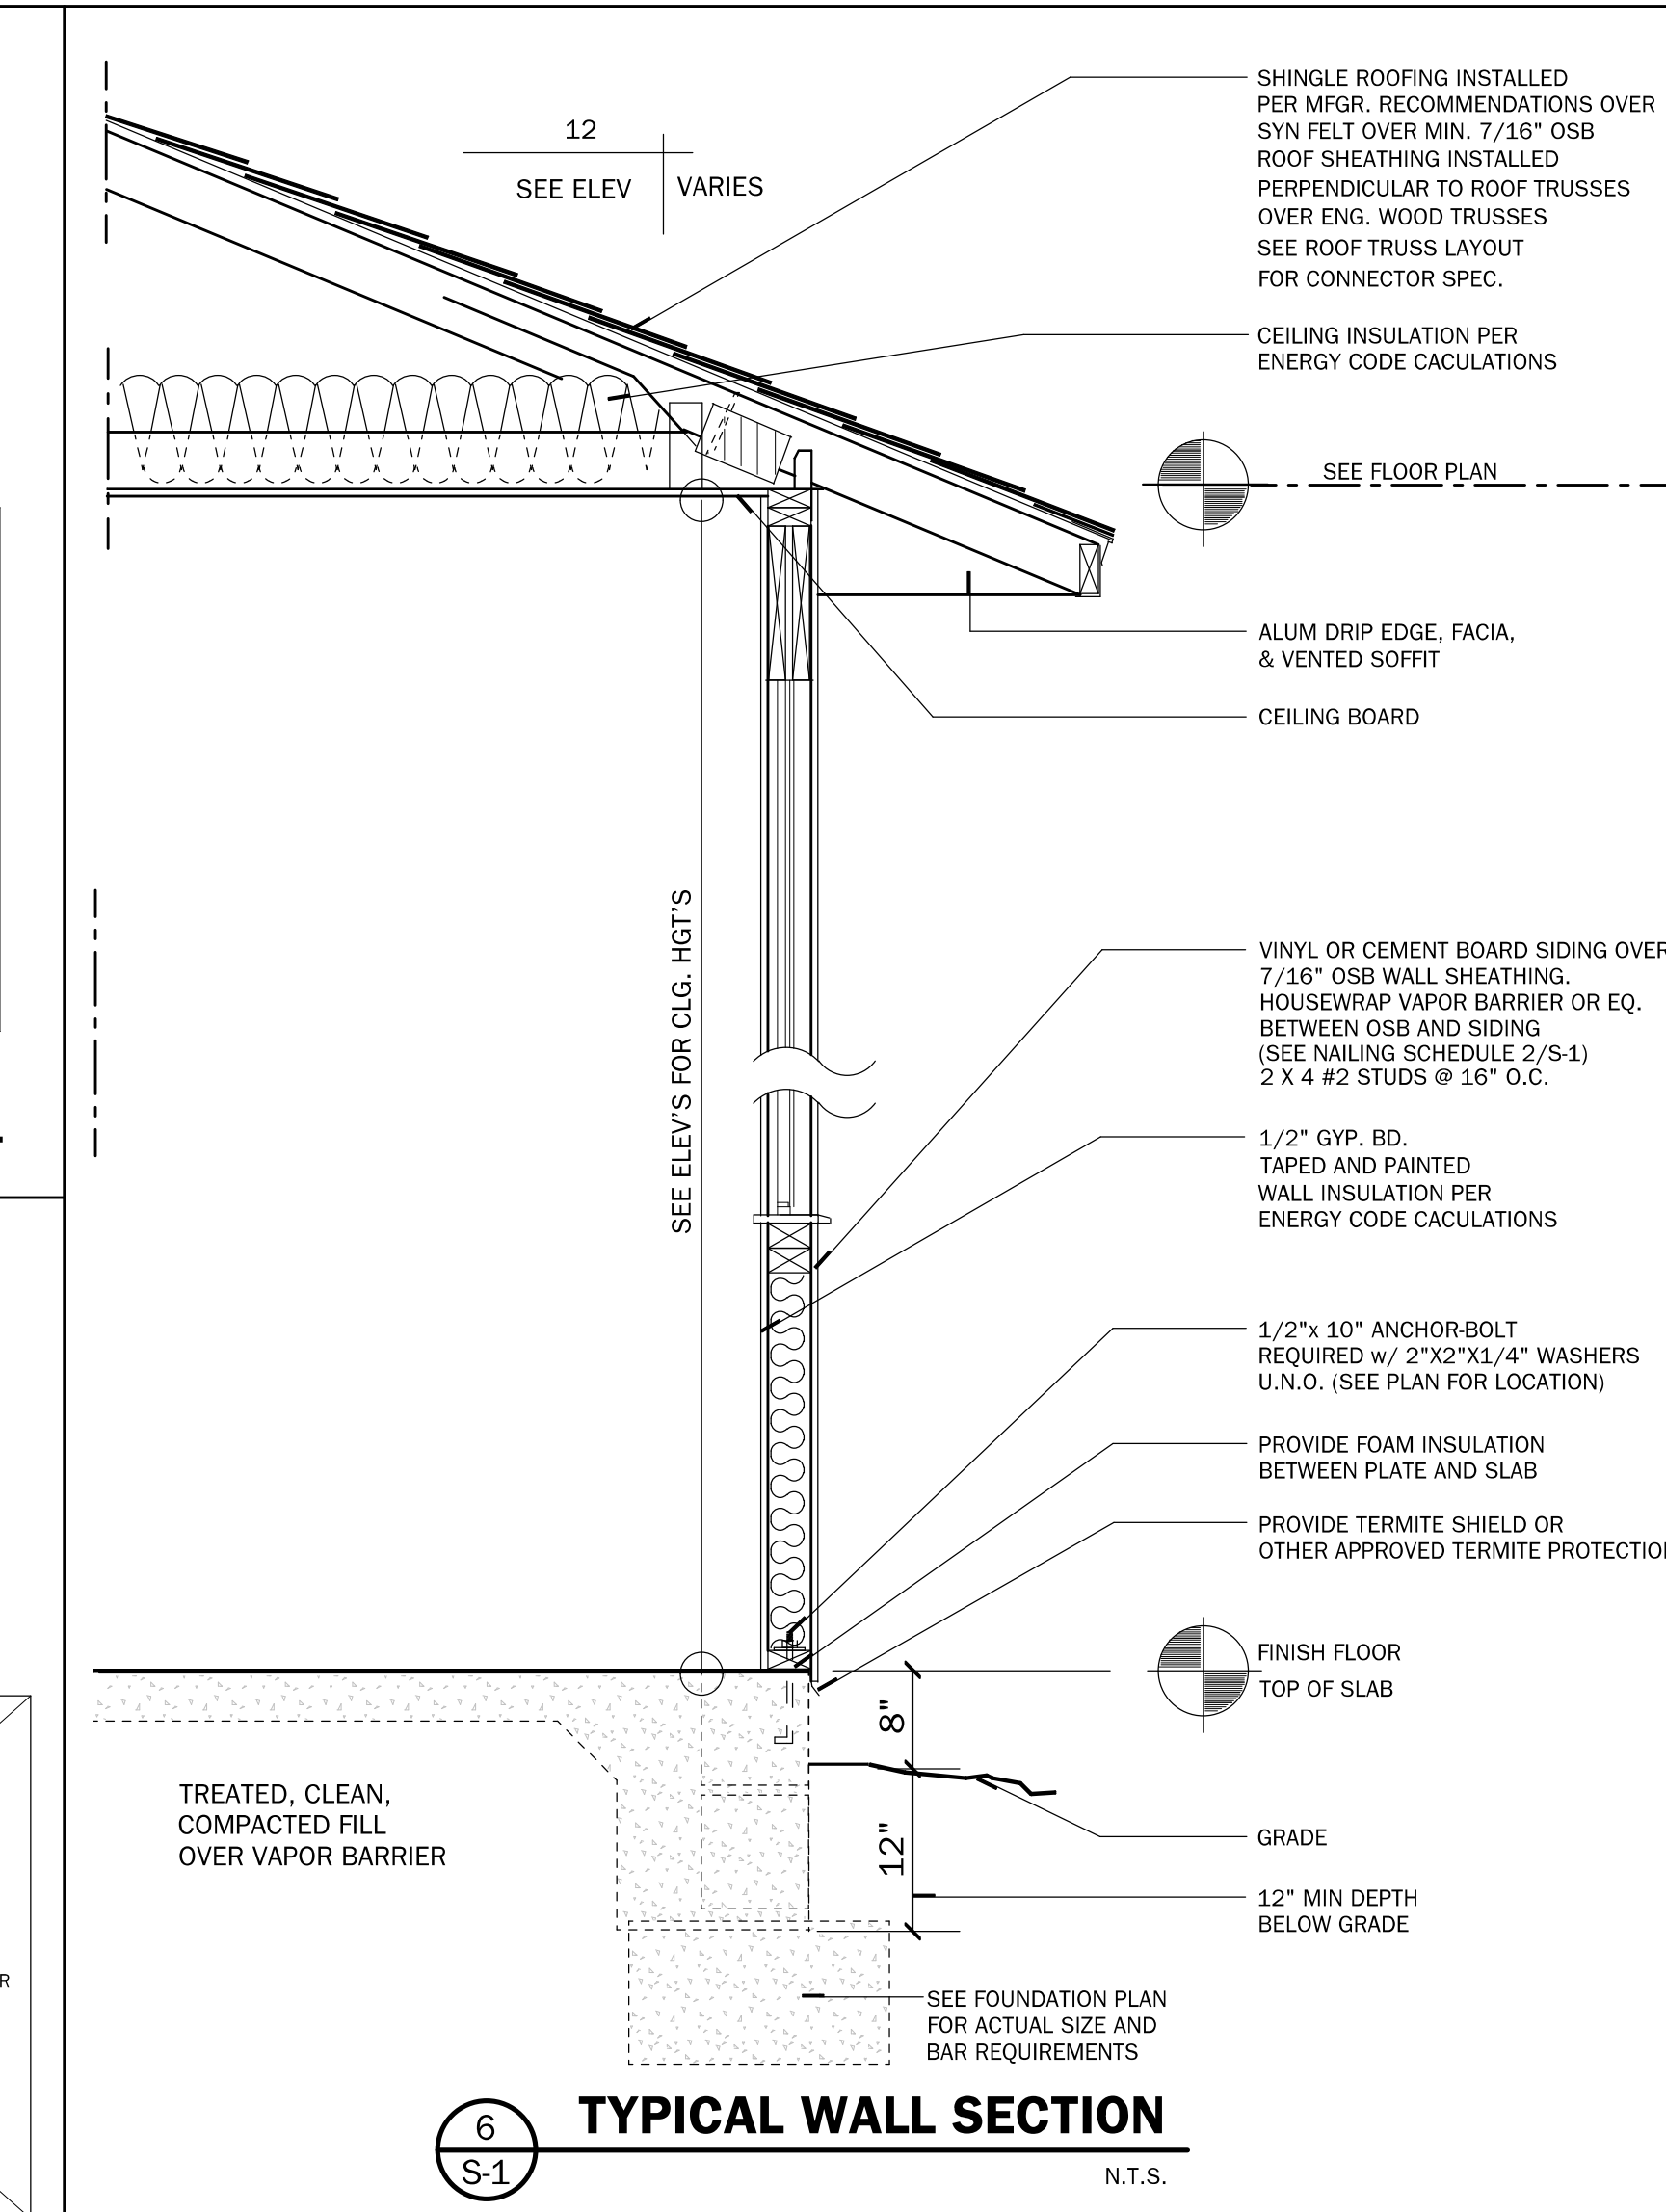 12
SEE ELEV
VARIES
SHINGLE ROOFING INSTALLED
PER MFGR. RECOMMENDATIONS OVER
SYN FELT OVER MIN. 7/16" OSB
ROOF SHEATHING INSTALLED
PERPENDICULAR TO ROOF TRUSSES
OVER ENG. WOOD TRUSSES
SEE ROOF TRUSS LAYOUT
FOR CONNECTOR SPEC.
CEILING INSULATION PER
ENERGY CODE CACULATIONS
SEE FLOOR PLAN
ALUM DRIP EDGE, FACIA,
& VENTED SOFFIT
CEILING BOARD
SEE ELEV'S FOR CLG. HGT'S
VINYL OR CEMENT BOARD SIDING OVER
7/16" OSB WALL SHEATHING.
HOUSEWRAP VAPOR BARRIER OR EQ.
BETWEEN OSB AND SIDING
(SEE NAILING SCHEDULE 2/S-1)
2 X 4 #2 STUDS @ 16" O.C.
1/2" GYP. BD.
TAPED AND PAINTED
WALL INSULATION PER
ENERGY CODE CACULATIONS
1/2"x 10" ANCHOR-BOLT
REQUIRED w/ 2"X2"X1/4" WASHERS
U.N.O. (SEE PLAN FOR LOCATION)
PROVIDE FOAM INSULATION
BETWEEN PLATE AND SLAB
PROVIDE TERMITE SHIELD OR
OTHER APPROVED TERMITE PROTECTIO
FINISH FLOOR
TOP OF SLAB
8"
12"
TREATED, CLEAN,
COMPACTED FILL
OVER VAPOR BARRIER
GRADE
12" MIN DEPTH
BELOW GRADE
R
SEE FOUNDATION PLAN
FOR ACTUAL SIZE AND
BAR REQUIREMENTS
6
S-1
TYPICAL WALL SECTION
N.T.S.